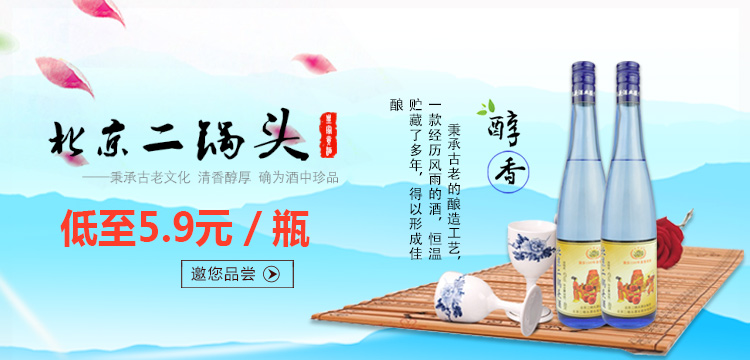 北京二锅头
——秉承古老文化 清香醇厚 确为酒中珍品
低至5.9元／瓶
邀您品尝
醇香
秉承古老的酿造工艺，
一款经历风雨的酒，恒温
贮藏了多年，得以形成佳
酿